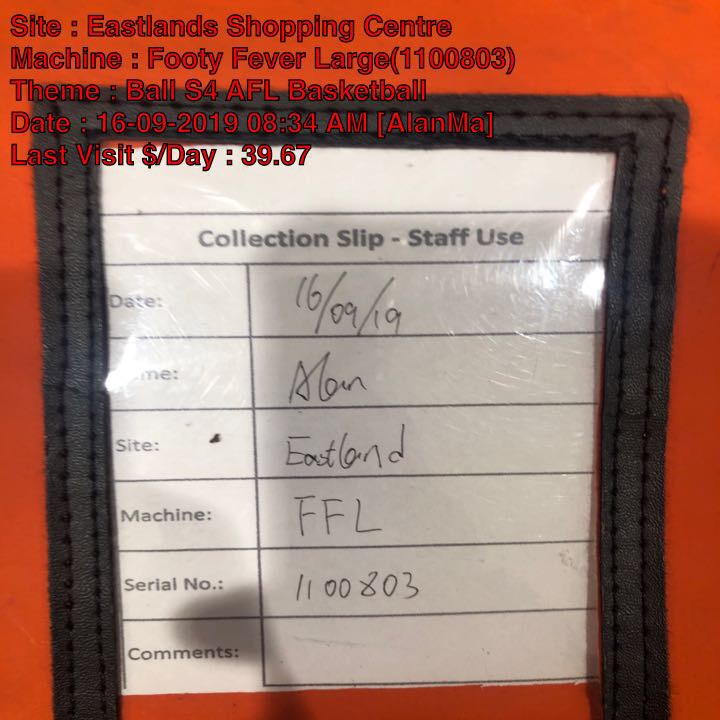 Site : Eastlands Shopping Centre
Machine : Footy Fever Large(1100803)
Theme : Ball S4 AFL Basketball
Date : 16-09-2019 08:34 AM [AlanMa]
Last Visit $/Day : 39.67
Collection Slip - Staff Use
Date: 16/09/19
me: Alan
Site: Eastland
Machine: FFL
Serial No.: 1100803
Comments: